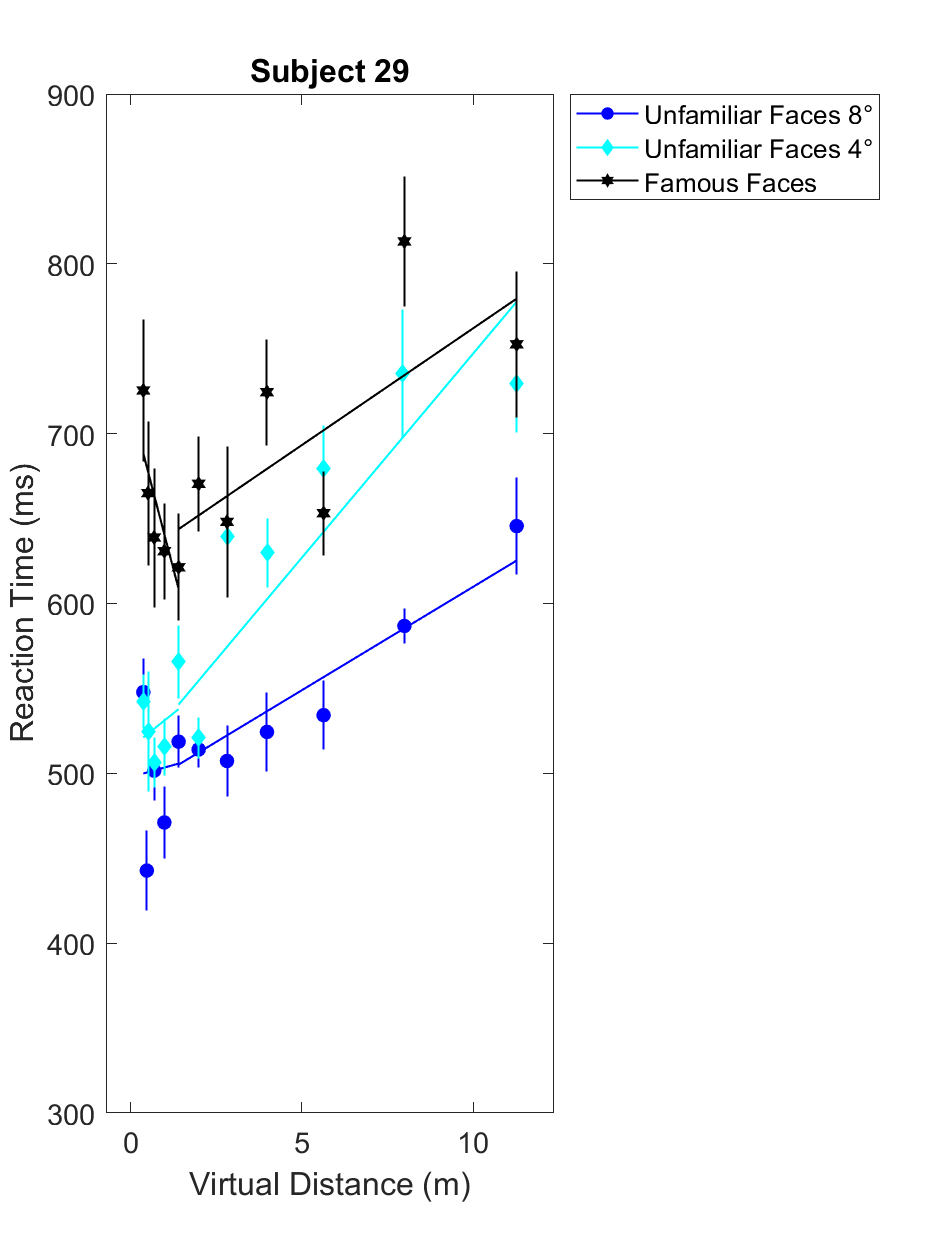 Subject 29
900
800
700
600
500
400
300
0
5
10
Reaction Time (ms)
Virtual Distance (m)
Unfamiliar Faces 8°
Unfamiliar Faces 4°
Famous Faces